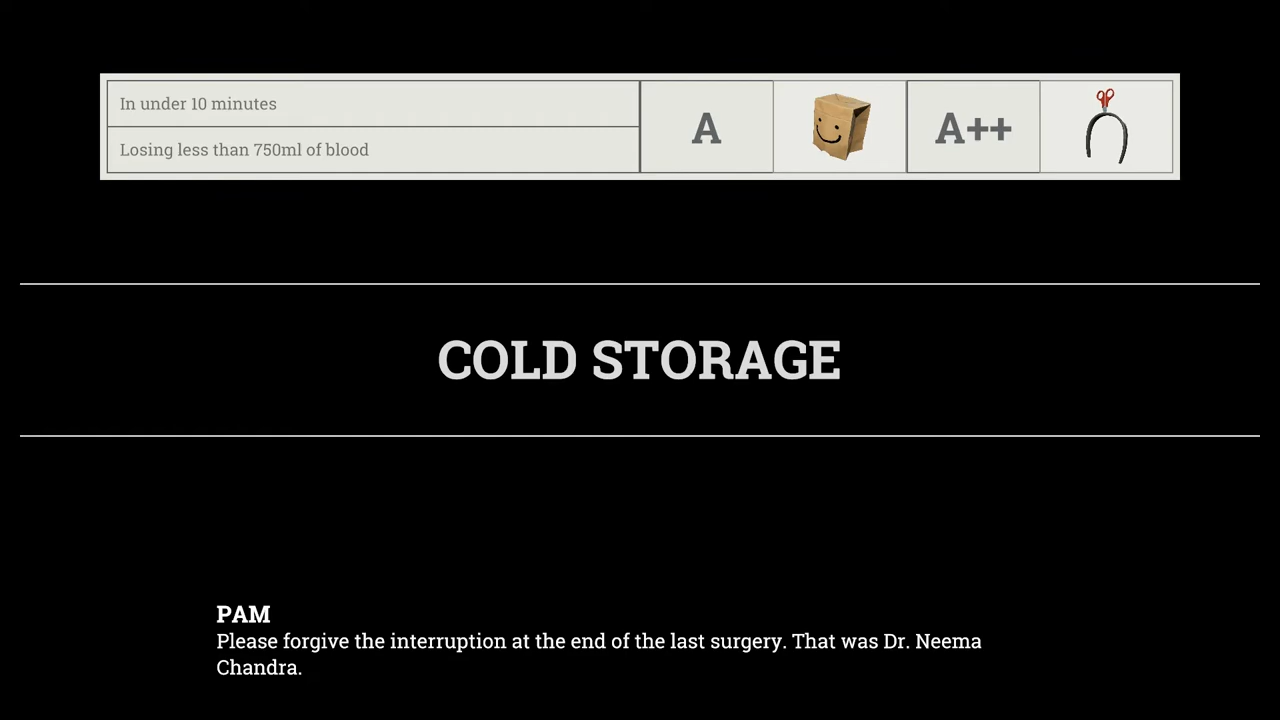 In under 10 minutes
Losing less than 750ml of blood
A
A++
COLD STORAGE
PAM
Please forgive the interruption at the end of the last surgery. That was Dr. Neema
Chandra.